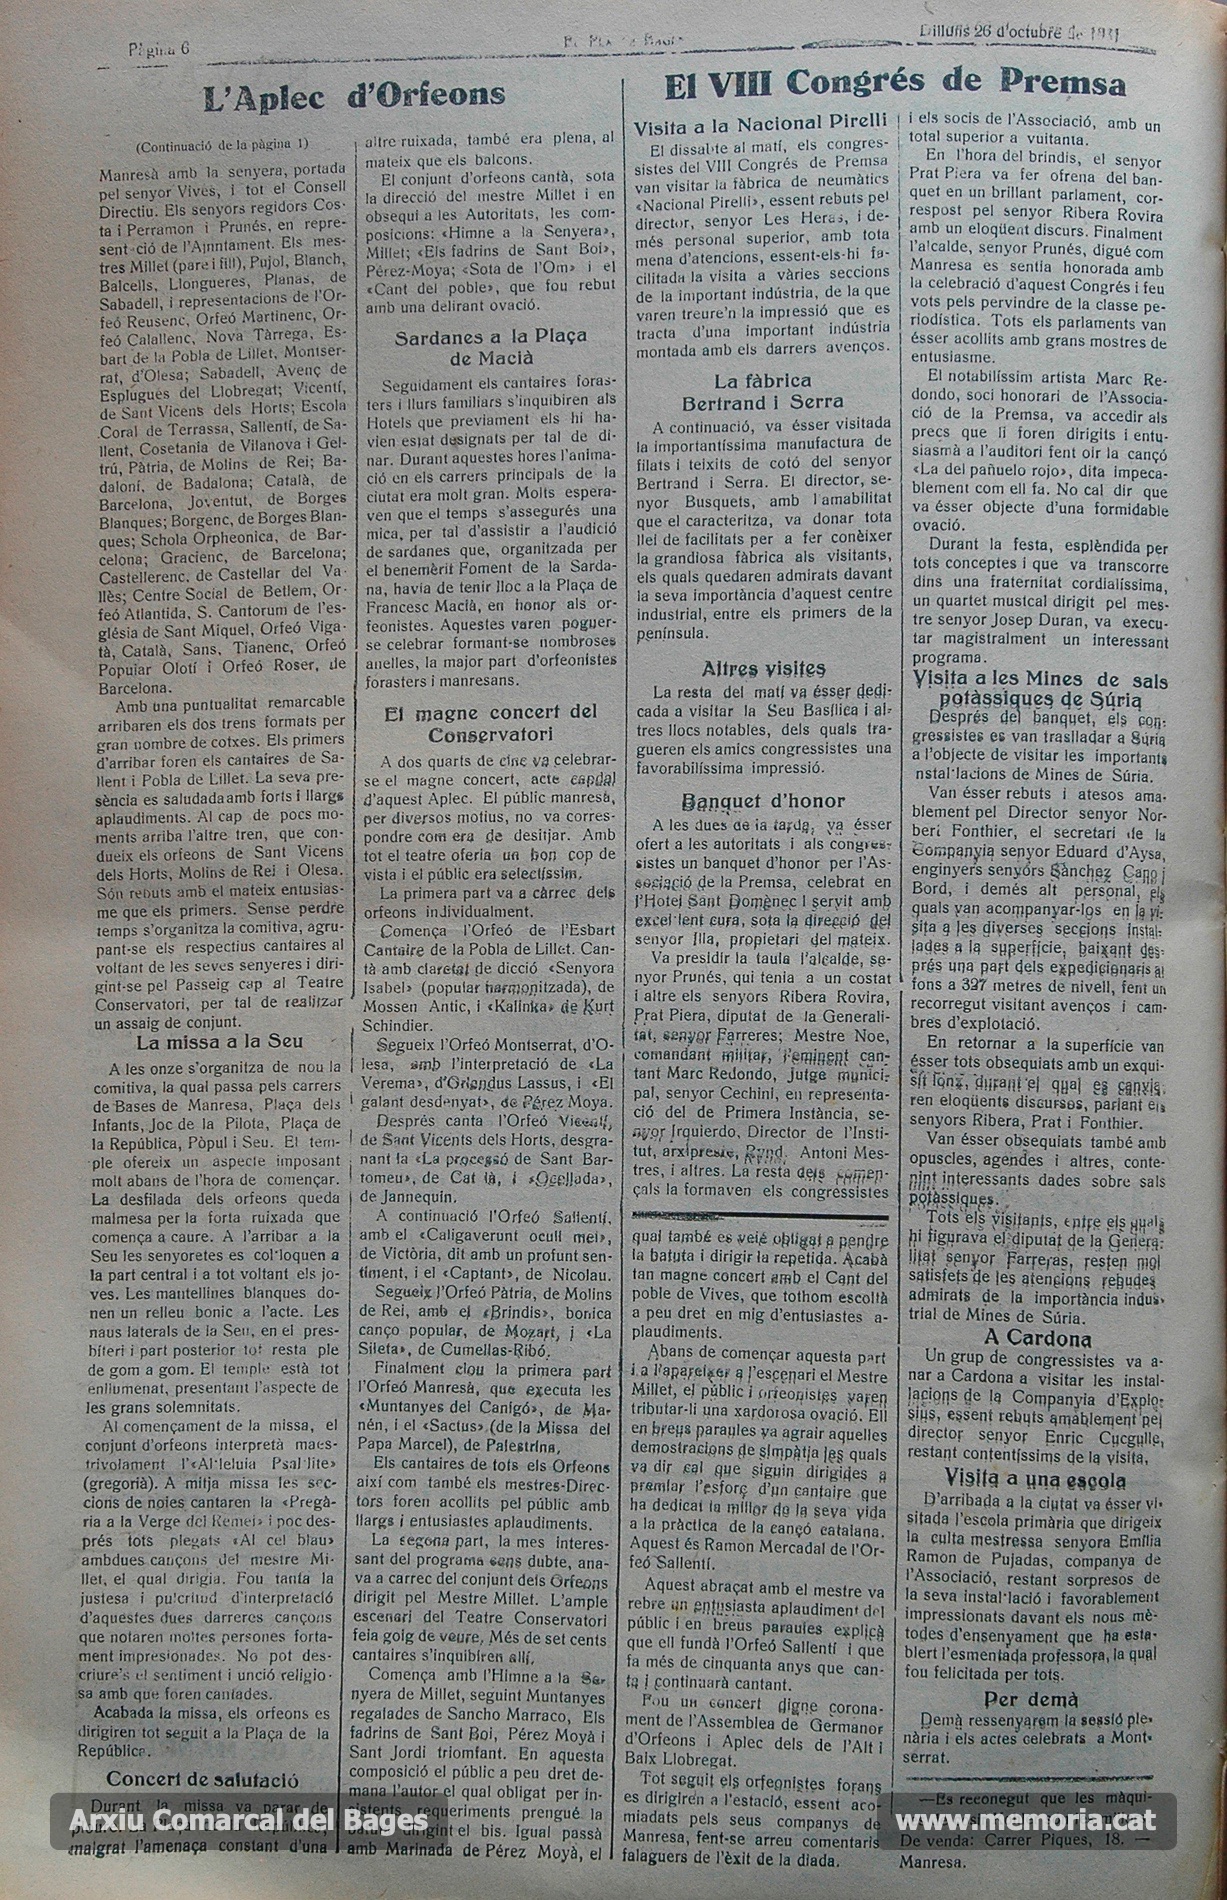 Pàgina 6
Dilluns 26 d'octubre de 1931
L'Aplec d'Orfeons
(Continuació de la pàgina 1)
Manresà amb la senyera, portada
pel senyor Vives, i tot el Consell
Directiu. Els senyors regidors Cos-
ta i Perramon i Prunés, en repre-
sent ció de l'Ajuntament. Els mes-
tres Millet (pare i fill), Pujol, Blanch,
Balcells, Llongueres, Planas, de
Sabadell, i representacions de l'Or-
feó Reusenc, Orfeó Martinenc, Or-
feó Calallenc, Nova Tàrrega, Es-
bart de la Pobla de Lillet, Montser-
rat, d'Olesa; Sabadell, Avenç de
Esplugues del Llobregat; Vicentí,
de Sant Vicens dels Horts; Escola
Coral de Terrassa, Sallentí, de Sa-
llent, Cosetania de Vilanova i Gel-
trú, Pàtria, de Molins de Rei; Ba-
daloní, de Badalona; Català, de
Barcelona, Joventut, de Borges
Blanques; Borgenc, de Borges Blan-
ques; Schola Orpheonica, de Bar-
celona; Gracienc, de Barcelona;
Castellerenc, de Castellar del Va-
llès; Centre Social de Betlem, Or-
feó Atlantida, S. Cantorum de l'es-
glésia de Sant Miquel, Orfeó Viga-
tà, Català, Sans, Tianenc, Orfeó
Popular Olotí i Orfeó Roser, de
Barcelona.
Amb una puntualitat remarcable
arribaren els dos trens formats per
gran nombre de cotxes. Els primers
d'arribar foren els cantaires de Sa-
llent i Pobla de Lillet. La seva pre-
sència es saludada amb forts i llargs
aplaudiments. Al cap de pocs mo-
ments arriba l'altre tren, que con-
dueix els orfeons de Sant Vicens
dels Horts, Molins de Rei i Olesa.
Són rebuts amb el mateix entusias-
me que els primers. Sense perdre
temps s'organitza la comitiva, agru-
pant-se els respectius cantaires al
voltant de les seves senyeres i diri-
gint-se pel Passeig cap al Teatre
Conservatori, per tal de realitzar
un assaig de conjunt.
La missa a la Seu
A les onze s'organitza de nou la
comitiva, la qual passa pels carrers
de Bases de Manresa, Plaça dels
Infants, Joc de la Pilota, Plaça de
la República, Pòpul i Seu. El tem-
ple ofereix un aspecte imposant
molt abans de l'hora de començar.
La desfilada dels orfeons queda
malmesa per la forta ruixada que
comença a caure. A l'arribar a la
Seu les senyoretes es col·loquen a
la part central i a tot voltant els jo-
ves. Les mantellines blanques do-
nen un relleu bonic a l'acte. Les
naus laterals de la Seu, en el pres-
biteri i part posterior tot resta ple
de gom a gom. El temple està tot
enllumenat, presentant l'aspecte de
les grans solemnitats.
Al començament de la missa, el
conjunt d'orfeons interpretà maes-
trivolament l'«Al·leluia Psal·lite»
(gregorià). A mitja missa les sec-
cions de noies cantaren la «Pregà-
ria a la Verge del Remei» i poc des-
prés tots plegats «Al cel blau»
ambdues cançons del mestre Mi-
llet, el qual dirigia. Fou tanta la
justesa i pulcritud d'interpretació
d'aquestes dues darreres cançons
que notaren moltes persones forta-
ment impresionades. No pot des-
criure's el sentiment i unció religio-
sa amb que foren cantades.
Acabada la missa, els orfeons es
dirigiren tot seguit a la Plaça de la
República.
Concert de salutació
Durant la missa va parar de
malgrat l'amenaça constant d'una
altre ruixada, també era plena, al
mateix que els balcons.
El conjunt d'orfeons cantà, sota
la direcció del mestre Millet i en
obsequi a les Autoritats, les com-
posicions: «Himne a la Senyera»,
Millet; «Els fadrins de Sant Boi»,
Pérez-Moya; «Sota de l'Om» i el
«Cant del poble», que fou rebut
amb una delirant ovació.
Sardanes a la Plaça
de Macià
Seguidament els cantaires foras-
ters i llurs familiars s'inquibiren als
Hotels que previament els hi ha-
vien estat designats per tal de di-
nar. Durant aquestes hores l'anima-
ció en els carrers principals de la
ciutat era molt gran. Molts espera-
ven que el temps s'assegurés una
mica, per tal d'assistir a l'audició
de sardanes que, organitzada per
el benemèrit Foment de la Sarda-
na, havia de tenir lloc a la Plaça de
Francesc Macià, en honor als or-
feonistes. Aquestes varen poguer-
se celebrar formant-se nombroses
anelles, la major part d'orfeonistes
forasters i manresans.
El magne concert del
Conservatori
A dos quarts de cinc va celebrar-
se el magne concert, acte capdal
d'aquest Aplec. El públic manresà,
per diversos motius, no va corres-
pondre com era de desitjar. Amb
tot el teatre oferia un bon cop de
vista i el públic era selectíssim.
La primera part va a càrrec dels
orfeons individualment.
Comença l'Orfeó de l'Esbart
Cantaire de la Pobla de Lillet. Can-
tà amb claretat de dicció «Senyora
Isabel» (popular harmonitzada), de
Mossen Antic, i «Kalinka» de Kurt
Schindier.
Segueix l'Orfeó Montserrat, d'O-
lesa, amb l'interpretació de «La
Verema», d'Orlandus Lassus, i «El
galant desdenyat», de Pérez Moya.
Després canta l'Orfeó Vicentí,
de Sant Vicents dels Horts, desgra-
nant la «La processó de Sant Bar-
tomeu», de Cat là, i «Ocellada»,
de Jannequin.
A continuació l'Orfeó Sallentí,
amb el «Caligaverunt oculi mei»,
de Victòria, dit amb un profunt sen-
timent, i el «Captant», de Nicolau.
Segueix l'Orfeó Pàtria, de Molins
de Rei, amb el «Brindis», bonica
canço popular, de Mozart, i «La
Sileta», de Cumellas-Ribó.
Finalment clou la primera part
l'Orfeó Manresà, que executa les
«Muntanyes del Canigó», de Ma-
nén, i el «Sactus» (de la Missa del
Papa Marcel), de Palestrina.
Els cantaires de tots els Orfeons
així com també els mestres-Direc-
tors foren acollits pel públic amb
llargs i entusiastes aplaudiments.
La segona part, la mes interes-
sant del programa sens dubte, ana-
va a carrec del conjunt dels Orfeons
dirigit pel Mestre Millet. L'ample
escenari del Teatre Conservatori
feia goig de veure. Més de set cents
cantaires s'inquibiren allí.
Comença amb l'Himne a la Se-
nyera de Millet, seguint Muntanyes
regalades de Sancho Marraco, Els
fadrins de Sant Boi, Pérez Moyà i
Sant Jordi triomfant. En aquesta
composició el públic a peu dret de-
mana l'autor el qual obligat per in-
sistents requeriments prengué la
dirigint el bis. Igual passà
amb Marinada de Pérez Moyà, el
El VIII Congrés de Premsa
Visita a la Nacional Pirelli
El dissabte al matí, els congres-
sistes del VIII Congrés de Premsa
van visitar la fàbrica de neumàtics
«Nacional Pirelli», essent rebuts pel
director, senyor Les Heras, i de-
més personal superior, amb tota
mena d'atencions, essent-els-hi fa-
cilitada la visita a vàries seccions
de la important indústria, de la que
varen treure'n la impressió que es
tracta d'una important indústria
montada amb els darrers avenços.
La fàbrica
Bertrand i Serra
A continuació, va ésser visitada
la importantíssima manufactura de
filats i teixits de cotó del senyor
Bertrand i Serra. El director, se-
nyor Busquets, amb l'amabilitat
que el caracteritza, va donar tota
llei de facilitats per a fer conèixer
la grandiosa fàbrica als visitants,
els quals quedaren admirats davant
la seva importància d'aquest centre
industrial, entre els primers de la
península.
Altres visites
La resta del matí va ésser dedi-
cada a visitar la Seu Basílica i al-
tres llocs notables, dels quals tra-
gueren els amics congressistes una
favorabilíssima impressió.
Banquet d'honor
A les dues de la tarda, va ésser
ofert a les autoritats i als congres-
sistes un banquet d'honor per l'As-
sociació de la Premsa, celebrat en
l'Hotel Sant Domènec i servit amb
excel·lent cura, sota la direcció del
senyor Illa, propietari del mateix.
Va presidir la taula l'alcalde, se-
nyor Prunés, qui tenia a un costat
i altre els senyors Ribera Rovira,
Prat Piera, diputat de la Generali-
tat, senyor Farreres; Mestre Noe,
comandant militar, l'eminent can-
tant Marc Redondo, jutge munici-
pal, senyor Cechini, en representa-
ció del de Primera Instància, se-
nyor Irquierdo, Director de l'Insti-
tut, arxipreste, Rvnd. Antoni Mes-
tres, i altres. La resta dels comen-
çals la formaven els congressistes
qual també es veié obligat a pendre
la batuta i dirigir la repetida. Acabà
tan magne concert amb el Cant del
poble de Vives, que tothom escoltà
a peu dret en mig d'entusiastes a-
plaudiments.
Abans de començar aquesta part
i a l'apareixer a l'escenari el Mestre
Millet, el públic i orfeonistes varen
tributar-li una xardorosa ovació. Ell
en breus paraules va agrair aquelles
demostracions de simpàtia les quals
va dir cal que siguin dirigides a
premiar l'esforç d'un cantaire que
ha dedicat la millor de la seva vida
a la pràctica de la cançó catalana.
Aquest és Ramon Mercadal de l'Or-
feó Sallentí.
Aquest abraçat amb el mestre va
rebre un entusiasta aplaudiment del
públic i en breus paraules explicà
que ell fundà l'Orfeó Sallentí i que
fa més de cinquanta anys que can-
ta i continuarà cantant.
Fou un concert digne corona-
ment de l'Assemblea de Germanor
d'Orfeons i Aplec dels de l'Alt i
Baix Llobregat.
Tot seguit els orfeonistes forans
es dirigiren a l'estació, essent aco-
miadats pels seus companys de
Manresa, fent-se arreu comentaris
falaguers de l'èxit de la diada.
i els socis de l'Associació, amb un
total superior a vuitanta.
En l'hora del brindis, el senyor
Prat Piera va fer ofrena del ban-
quet en un brillant parlament, cor-
respost pel senyor Ribera Rovira
amb un eloqüent discurs. Finalment
l'alcalde, senyor Prunés, digué com
Manresa es sentia honorada amb
la celebració d'aquest Congrés i feu
vots pels pervindre de la classe pe-
riodística. Tots els parlaments van
ésser acollits amb grans mostres de
entusiasme.
El notabilíssim artista Marc Re-
dondo, soci honorari de l'Associa-
ció de la Premsa, va accedir als
precs que li foren dirigits i entu-
siasmà a l'auditori fent oir la cançó
«La del pañuelo rojo», dita impeca-
blement com ell fa. No cal dir que
va ésser objecte d'una formidable
ovació.
Durant la festa, esplèndida per
tots conceptes i que va transcorre
dins una fraternitat cordialíssima,
un quartet musical dirigit pel mes-
tre senyor Josep Duran, va execu-
tar magistralment un interessant
programa.
Visita a les Mines de sals
potàssiques de Súria
Després del banquet, els con-
gressistes es van traslladar a Súria
a l'objecte de visitar les importants
nstal·lacions de Mines de Súria.
Van ésser rebuts i atesos ama-
blement pel Director senyor Nor-
bert Fonthier, el secretari de la
Companyia senyor Eduard d'Aysa,
enginyers senyors Sànchez Cano i
Bord, i demés alt personal, els
quals van acompanyar-los en la vi-
sita a les diverses seccions instal-
lades a la superfície, baixant des-
prés una part dels expedicionaris al
fons a 327 metres de nivell, fent un
recorregut visitant avenços i cam-
bres d'explotació.
En retornar a la superfície van
ésser tots obsequiats amb un exqui-
sit lonx, durant el qual es canvia-
ren eloqüents discursos, parlant els
senyors Ribera, Prat i Fonthier.
Van ésser obsequiats també amb
opuscles, agendes i altres, conte-
nint interessants dades sobre sals
potàssiques.
Tots els visitants, entre els quals
hi figurava el diputat de la Genera-
litat senyor Farreras, resten molt
satisfets de les atencions rebudes
admirats de la importància indus-
trial de Mines de Súria.
A Cardona
Un grup de congressistes va a-
nar a Cardona a visitar les instal-
lacions de la Companyia d'Explo-
sius, essent rebuts amablement pel
director senyor Enric Cucgulle,
restant contentíssims de la visita.
Visita a una escola
D'arribada a la ciutat va ésser vi-
sitada l'escola primària que dirigeix
la culta mestressa senyora Emília
Ramon de Pujadas, companya de
l'Associació, restant sorpresos de
la seva instal·lació i favorablement
impressionats davant els nous mè-
todes d'ensenyament que ha esta-
blert l'esmentada professora, la qual
fou felicitada per tots.
Per demà
Demà ressenyarem la sessió ple-
nària i els actes celebrats a Mont-
serrat.
—Es reconegut que les màqui-
De venda: Carrer Piques, 18. —
Manresa.
Arxiu Comarcal del Bages
www.memoria.cat